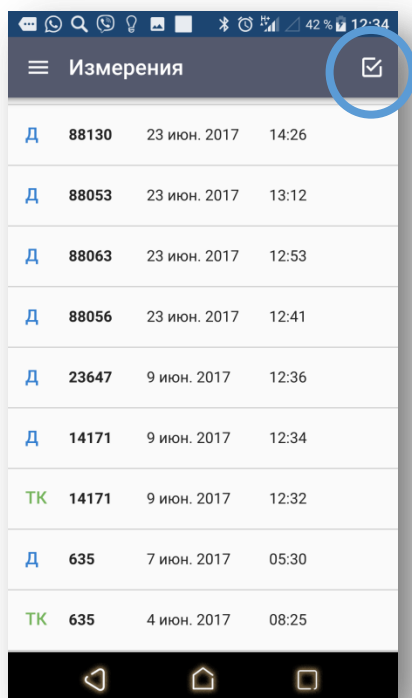 42 % 12:34
Измерения
Д 88130 23 июн. 2017 14:26
Д 88053 23 июн. 2017 13:12
Д 88063 23 июн. 2017 12:53
Д 88056 23 июн. 2017 12:41
Д 23647 9 июн. 2017 12:36
Д 14171 9 июн. 2017 12:34
ТК 14171 9 июн. 2017 12:32
Д 635 7 июн. 2017 05:30
ТК 635 4 июн. 2017 08:25